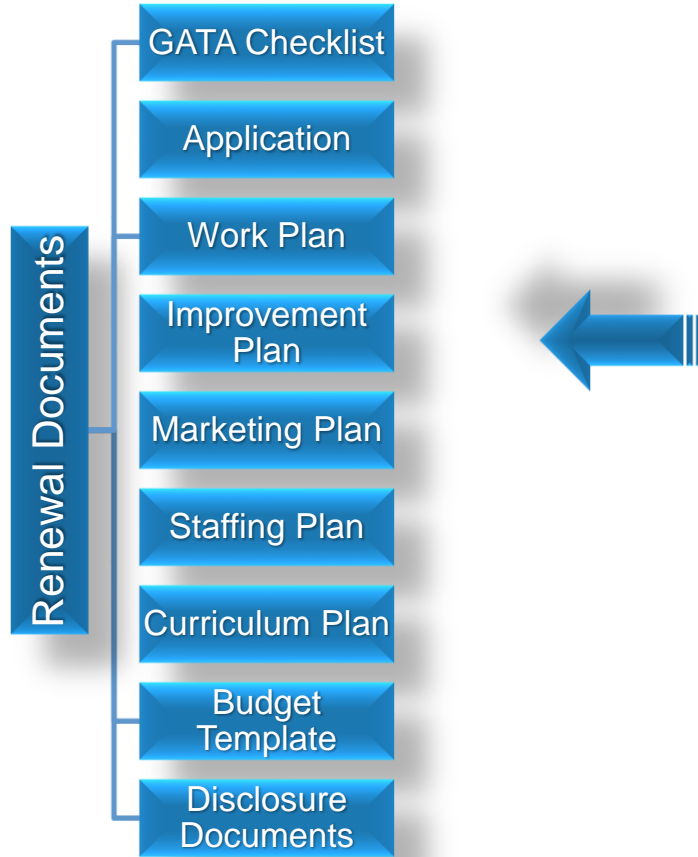 Renewal Documents
GATA Checklist
Application
Work Plan
Improvement
Plan
Marketing Plan
Staffing Plan
Curriculum Plan
Budget
Template
Disclosure
Documents